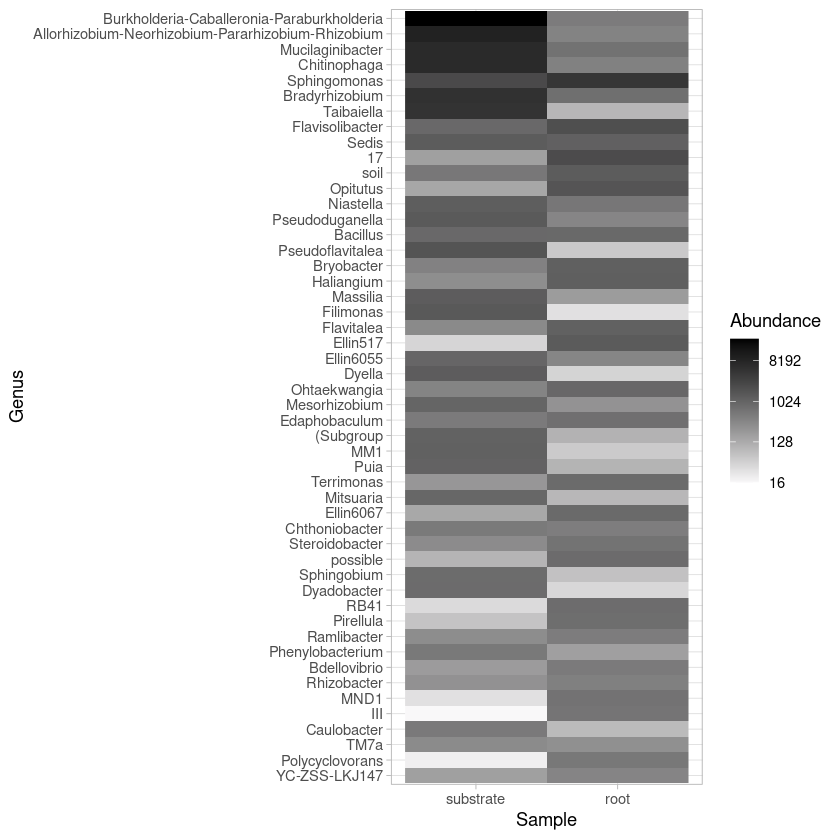 Genus
Burkholderia-Caballeronia-Paraburkholderia
Allorhizobium-Neorhizobium-Pararhizobium-Rhizobium
Mucilaginibacter
Chitinophaga
Sphingomonas
Bradyrhizobium
Taibaiella
Flavisolibacter
Sedis
17
soil
Opitutus
Niastella
Pseudoduganella
Bacillus
Pseudoflavitalea
Bryobacter
Haliangium
Massilia
Filimonas
Flavitalea
Ellin517
Ellin6055
Dyella
Ohtaekwangia
Mesorhizobium
Edaphobaculum
(Subgroup
MM1
Puia
Terrimonas
Mitsuaria
Ellin6067
Chthoniobacter
Steroidobacter
possible
Sphingobium
Dyadobacter
RB41
Pirellula
Ramlibacter
Phenylobacterium
Bdellovibrio
Rhizobacter
MND1
III
Caulobacter
TM7a
Polycyclovorans
YC-ZSS-LKJ147
substrate root
Sample
Abundance
8192
1024
128
16